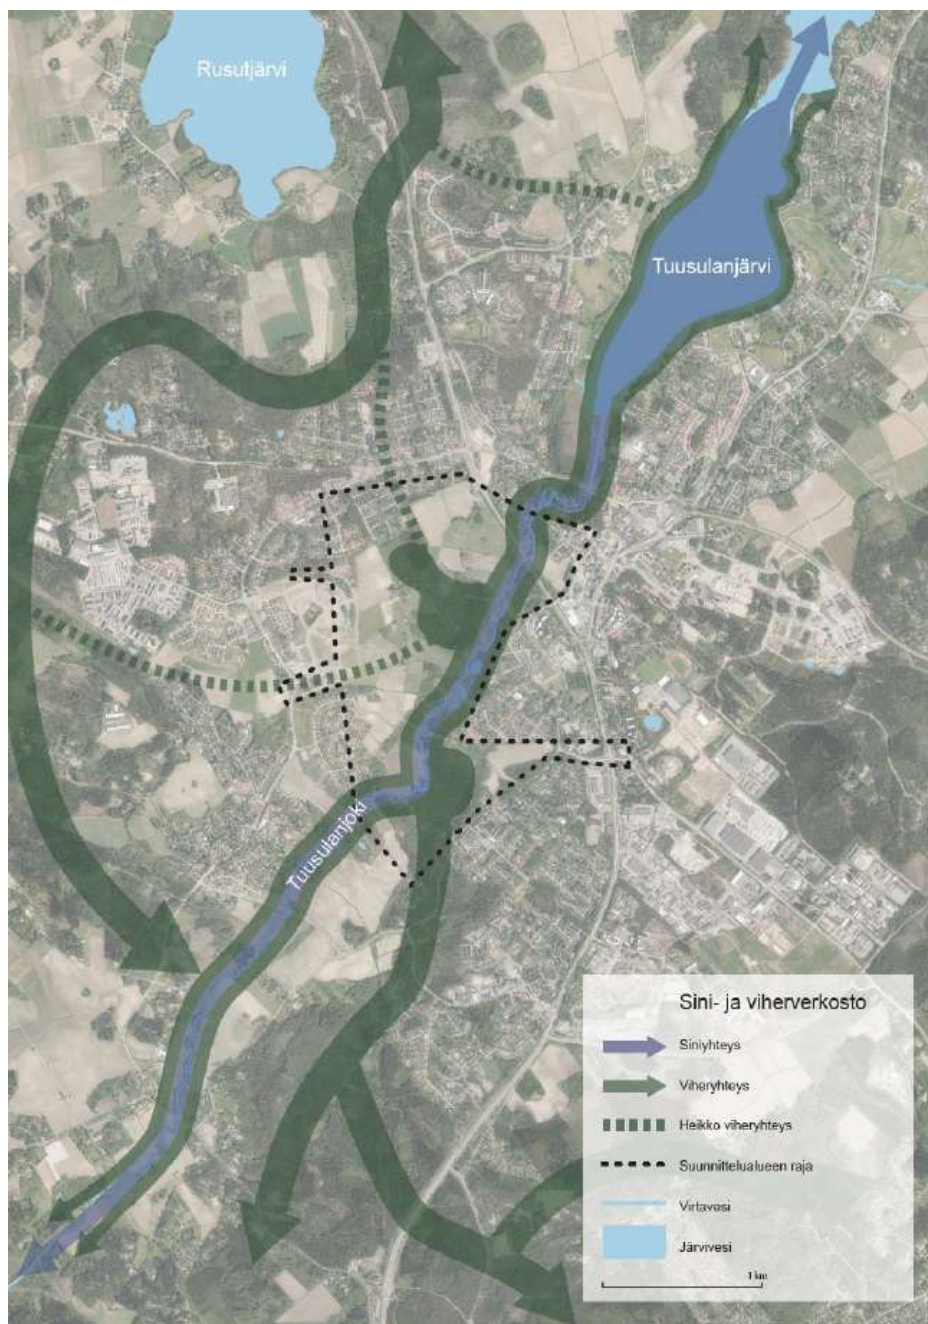 Rusutjärvi
Tuusulanjärvi
Tuusulanjoki
Sini- ja viherverkosto
Siniyhteys
Viheryhteys
Heikko viheryhteys
Suunnittelualueen raja
Virtavesi
Järvivesi
1 km